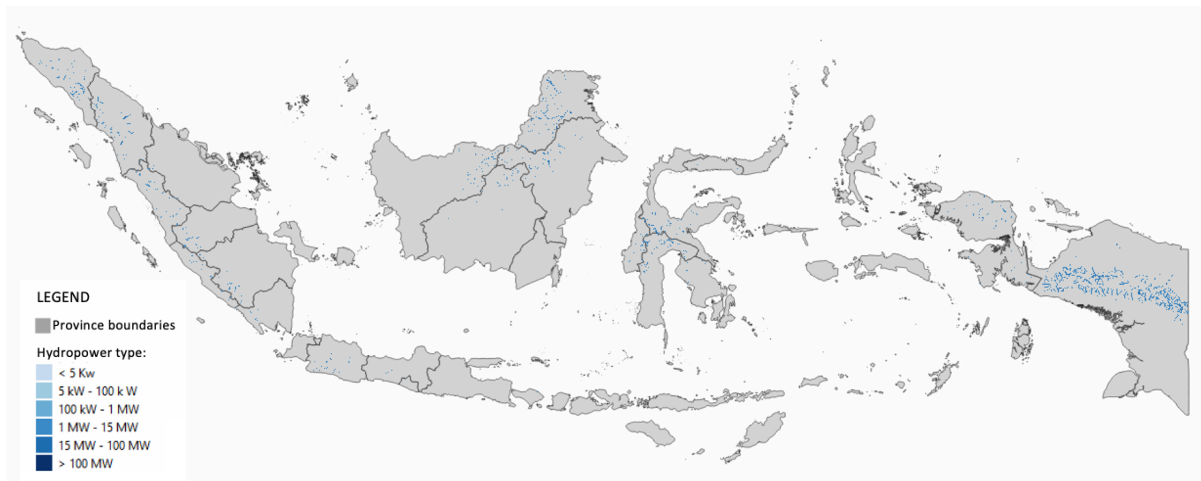 LEGEND
Province boundaries
Hydropower type:
< 5 Kw
5 kW - 100 k W
100 kW - 1 MW
1 MW - 15 MW
15 MW - 100 MW
> 100 MW